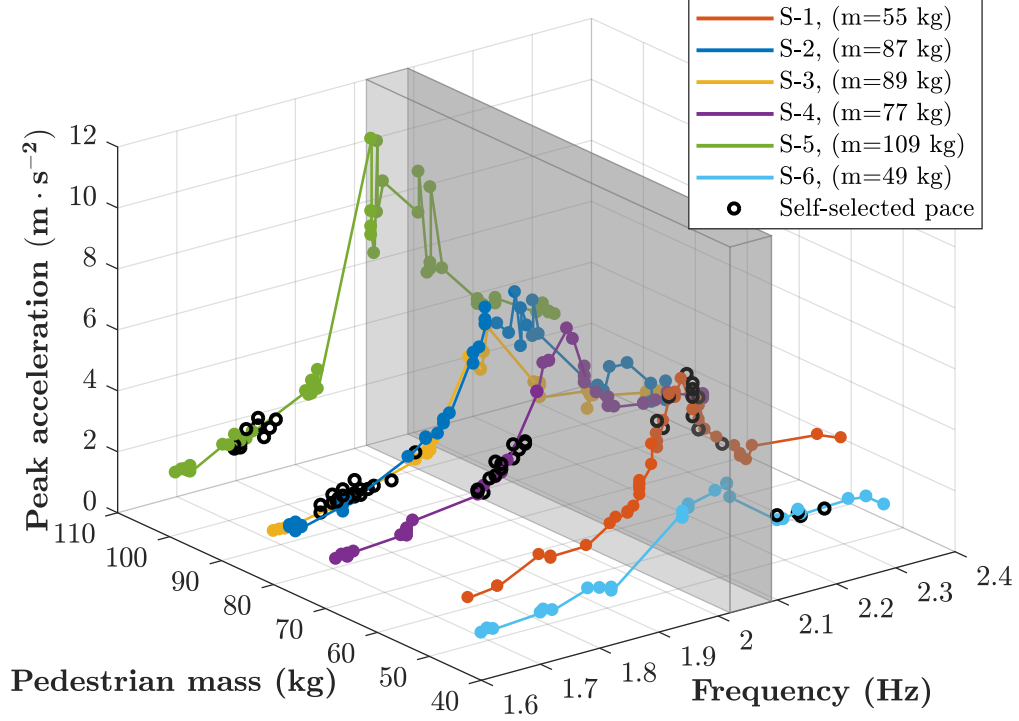 S-1, (m=55 kg)
S-2, (m=87 kg)
S-3, (m=89 kg)
S-4, (m=77 kg)
S-5, (m=109 kg)
S-6, (m=49 kg)
Self-selected pace
Peak acceleration (m · s⁻²)
12
10
8
6
4
2
0
110
100
90
80
70
60
50
40
Pedestrian mass (kg)
1.6
1.7
1.8
1.9
2
2.1
2.2
2.3
2.4
Frequency (Hz)